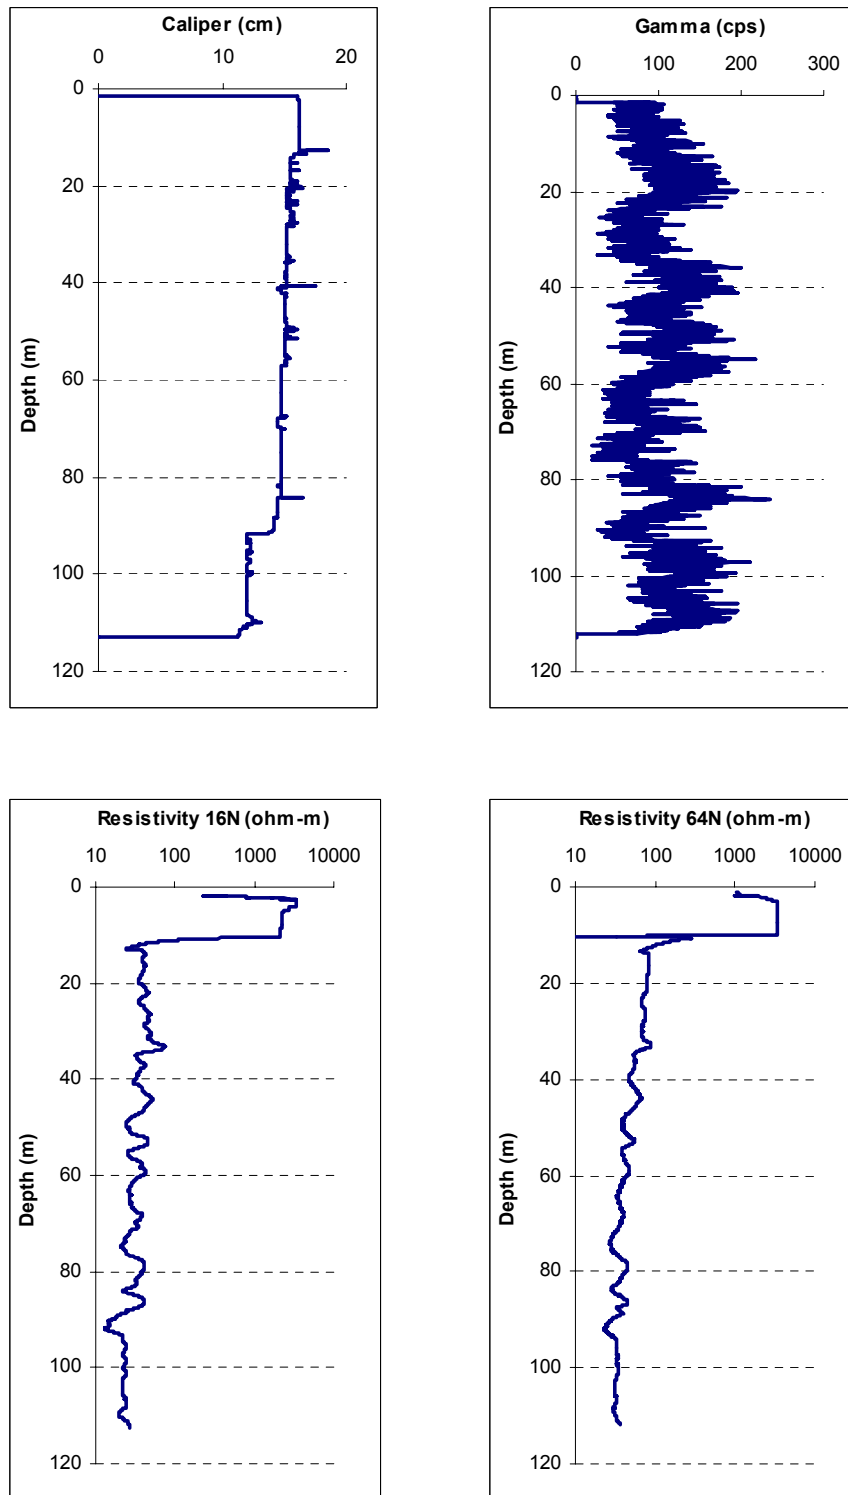 Caliper (cm)
0 10 20
0
20
40
60
80
100
120
Depth (m)
Gamma (cps)
0 100 200 300
0
20
40
60
80
100
120
Depth (m)
Resistivity 16N (ohm-m)
10 100 1000 10000
0
20
40
60
80
100
120
Depth (m)
Resistivity 64N (ohm-m)
10 100 1000 10000
0
20
40
60
80
100
120
Depth (m)